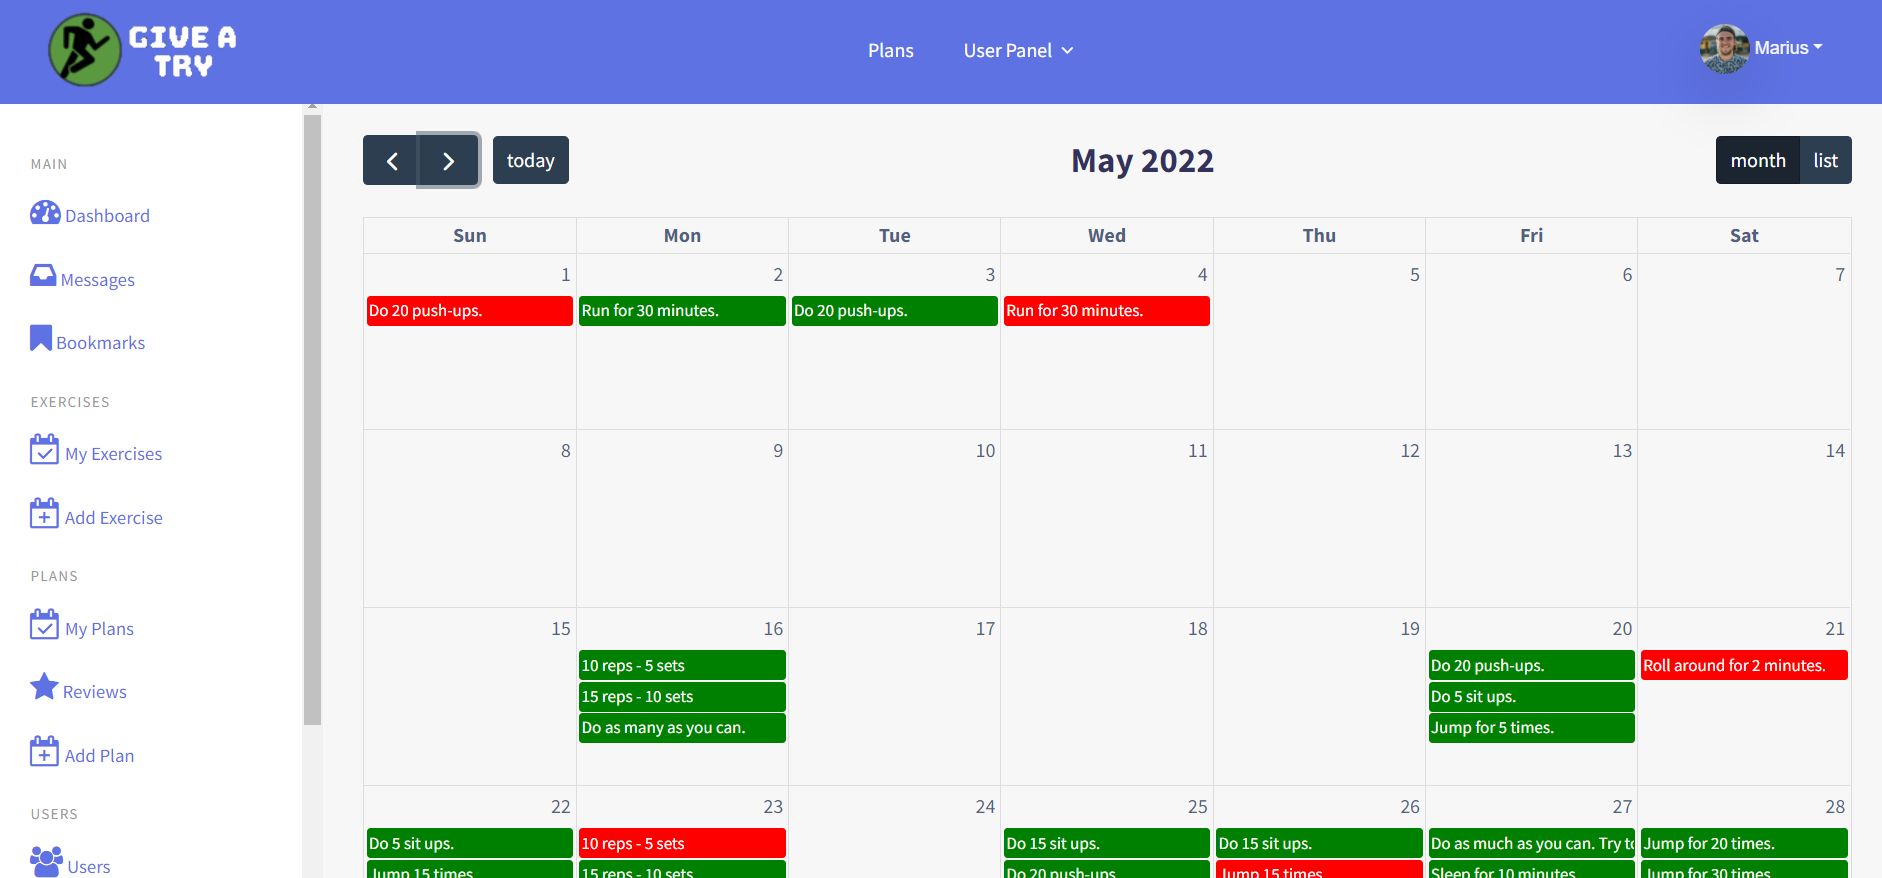 GIVE A
TRY
Plans
User Panel
Marius
MAIN
Dashboard
Messages
Bookmarks
EXERCISES
My Exercises
Add Exercise
PLANS
My Plans
Reviews
Add Plan
USERS
Users
today
May 2022
month
list
Sun Mon Tue Wed Thu Fri Sat
1 2 3 4 5 6 7
Do 20 push-ups. Run for 30 minutes. Do 20 push-ups. Run for 30 minutes.
8 9 10 11 12 13 14
15 16 17 18 19 20 21
10 reps - 5 sets Do 20 push-ups. Roll around for 2 minutes.
15 reps - 10 sets Do 5 sit ups.
Do as many as you can. Jump for 5 times.
22 23 24 25 26 27 28
Do 5 sit ups. 10 reps - 5 sets Do 15 sit ups. Do 15 sit ups. Do as much as you can. Try to Jump for 20 times.
Jump 15 times 15 reps - 10 sets Do 20 push-ups Jump 15 times Sleep for 10 minutes Jump for 30 times